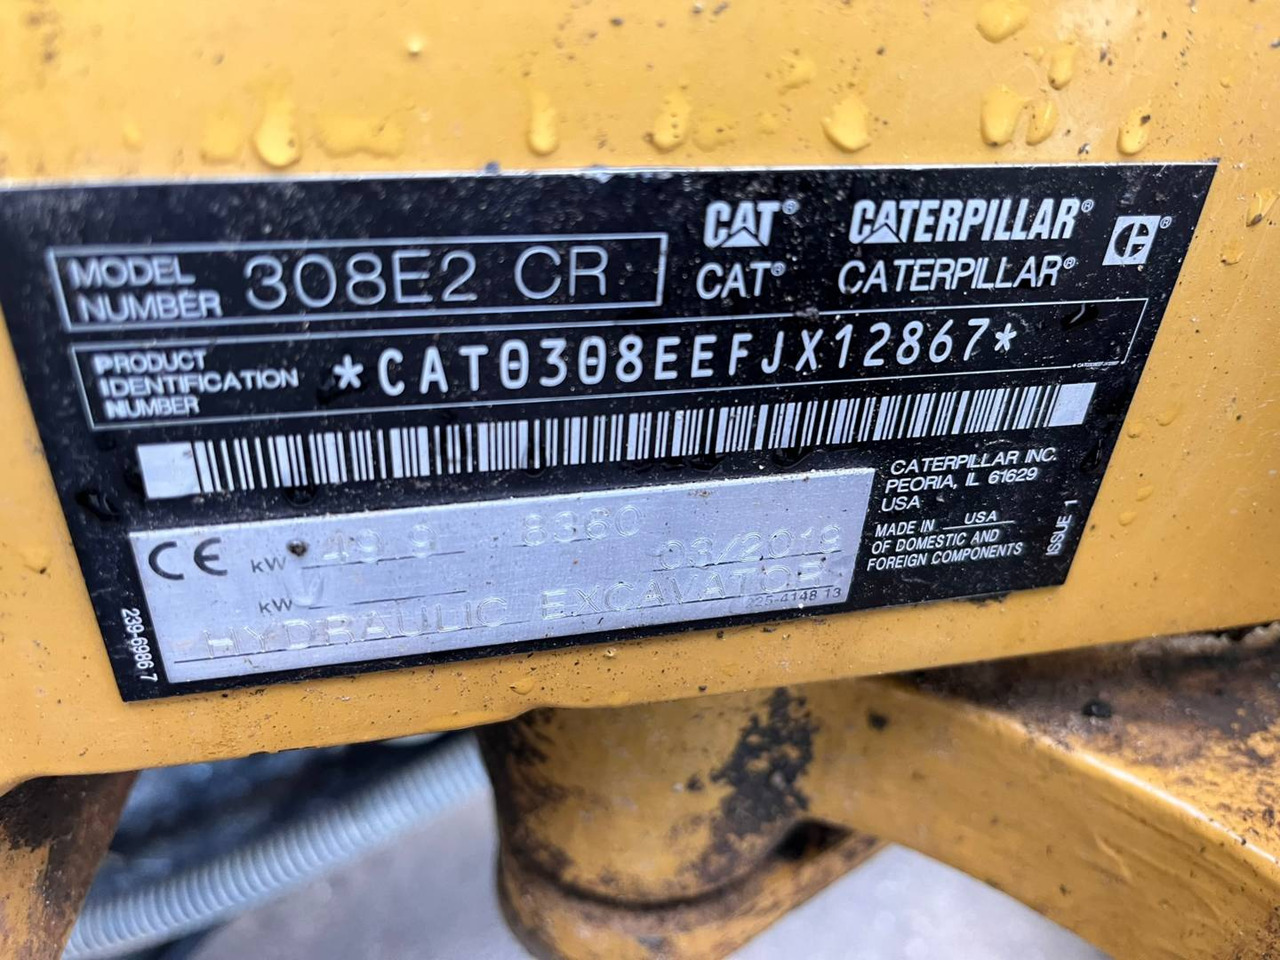 CAT® CATERPILLAR®
CAT® CATERPILLAR®
MODEL NUMBER 308E2 CR
PRODUCT IDENTIFICATION NUMBER *CAT0308EEFJX12867*
CATERPILLAR INC.
PEORIA, IL 61629
USA
MADE IN USA
OF DOMESTIC AND
FOREIGN COMPONENTS
ISSUE 1
CE kW 49.9 8360
03/2019
kW
HYDRAULIC EXCAVATOR
225-4148 13
239-6986 7